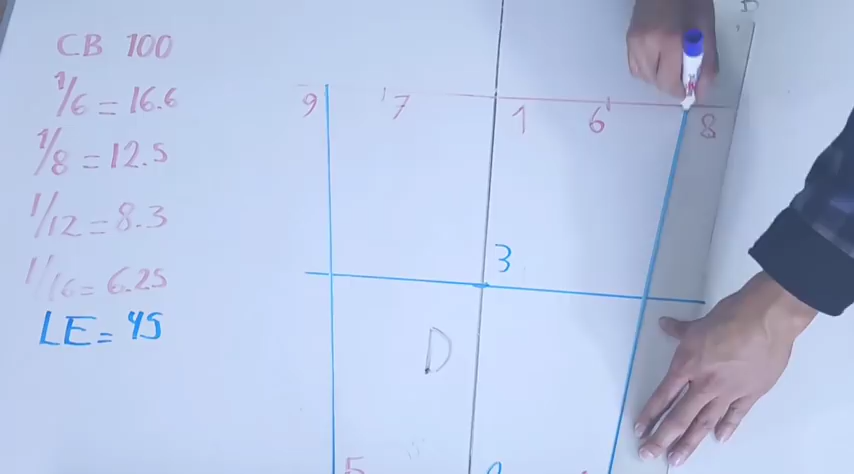 CB 100
1/6 = 16.6
1/8 = 12.5
1/12 = 8.3
1/16 = 6.25
LE = 45
9 7 1 6 8
3
D
5